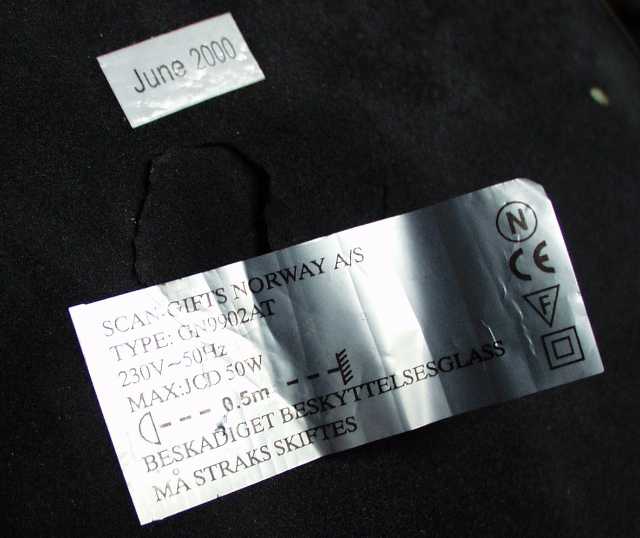 June 2000
SCAN-GIFTS NORWAY A/S
TYPE: GN9902AT
230V~50Hz
MAX:JCD 50W
0.5m
BESKADIGET BESKYTTELSESGLASS
MÅ STRAKS SKIFTES
N
CE
F